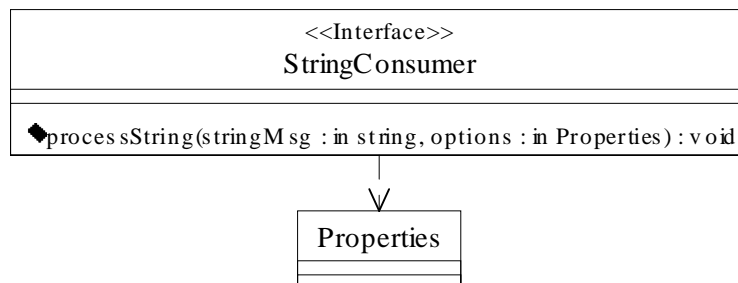 <<Interface>>
StringConsumer
processString(stringMsg : in string, options : in Properties) : void
Properties